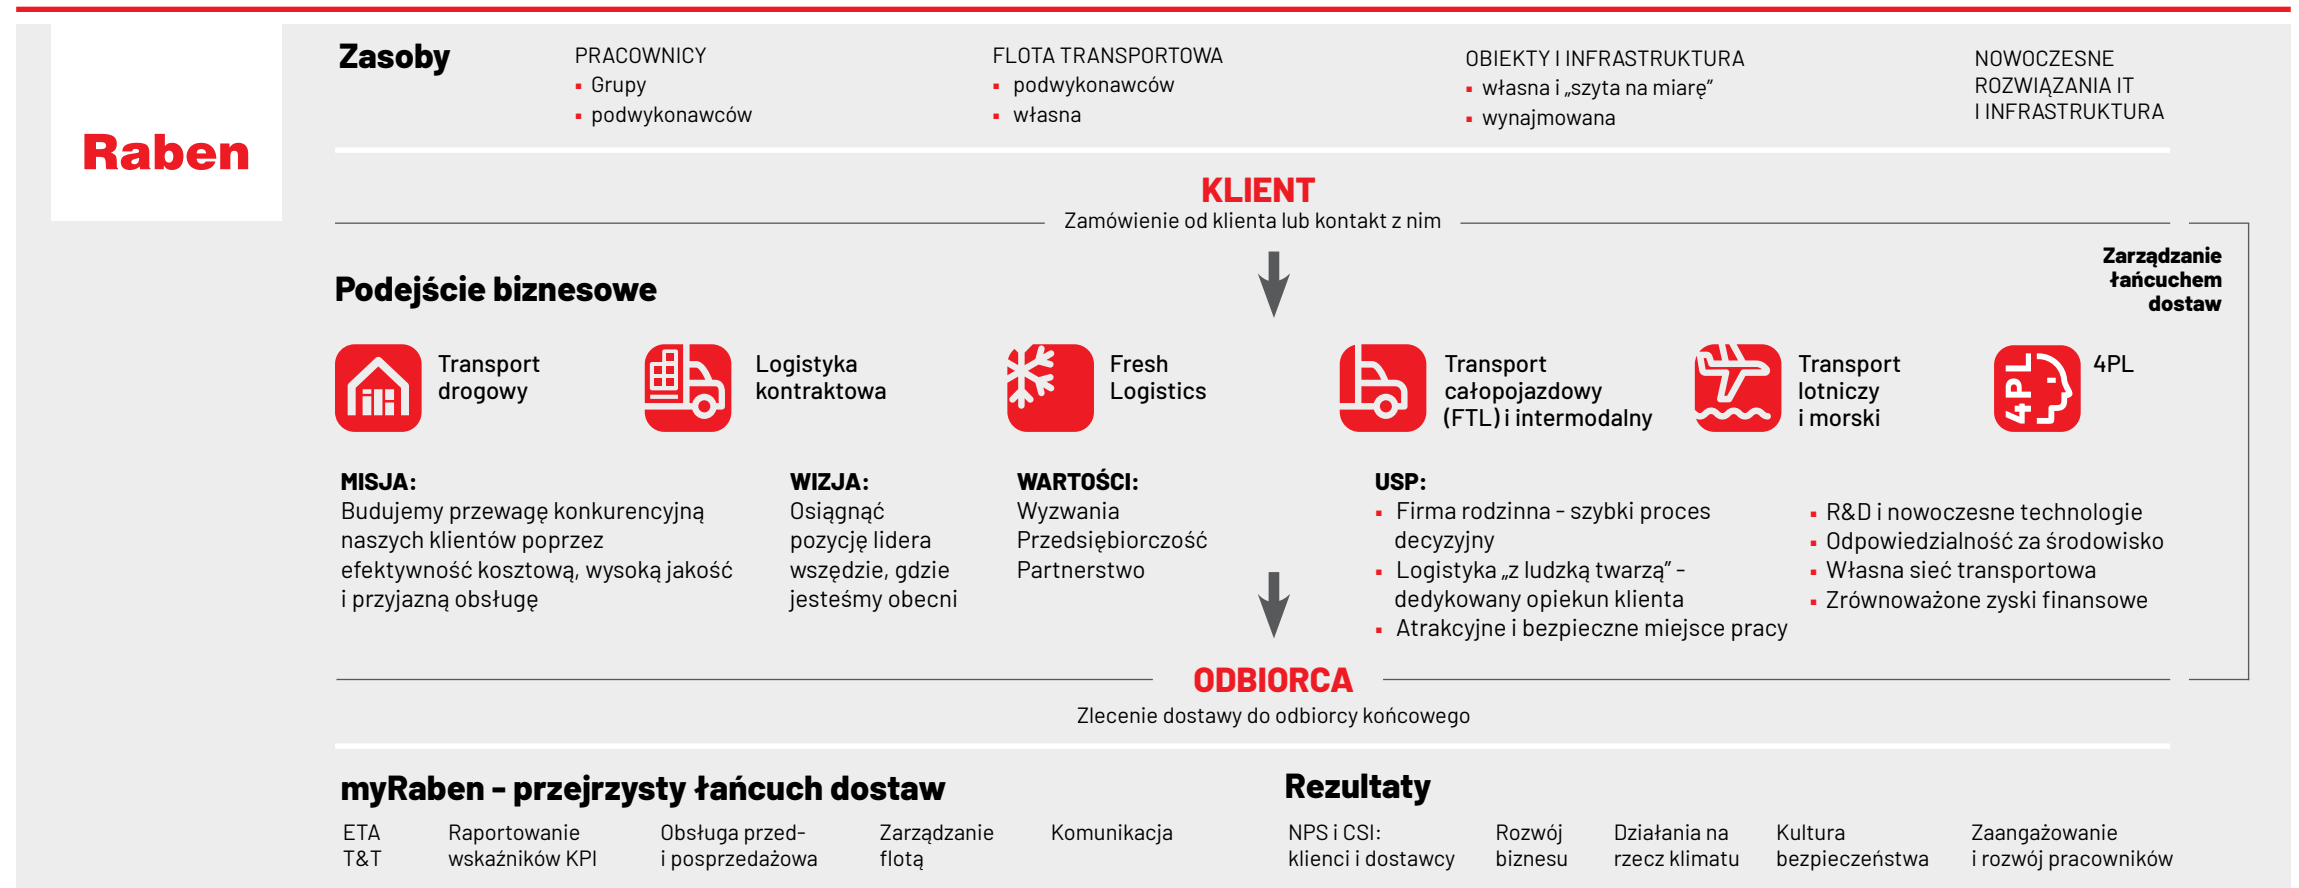 Raben
Zasoby
PRACOWNICY
▪ Grupy
▪ podwykonawców
FLOTA TRANSPORTOWA
▪ podwykonawców
▪ własna
OBIEKTY I INFRASTRUKTURA
▪ własna i „szyta na miarę”
▪ wynajmowana
NOWOCZESNE
ROZWIĄZANIA IT
I INFRASTRUKTURA
KLIENT
Zamówienie od klienta lub kontakt z nim
Zarządzanie
łańcuchem
dostaw
Podejście biznesowe
Transport
drogowy
Logistyka
kontraktowa
Fresh
Logistics
Transport
całopojazdowy
(FTL) i intermodalny
Transport
lotniczy
i morski
4PL
4PL
MISJA:
Budujemy przewagę konkurencyjną
naszych klientów poprzez
efektywność kosztową, wysoką jakość
i przyjazną obsługę
WIZJA:
Osiągnąć
pozycję lidera
wszędzie, gdzie
jesteśmy obecni
WARTOŚCI:
Wyzwania
Przedsiębiorczość
Partnerstwo
USP:
▪ Firma rodzinna - szybki proces
decyzyjny
▪ Logistyka „z ludzką twarzą” -
dedykowany opiekun klienta
▪ Atrakcyjne i bezpieczne miejsce pracy
▪ R&D i nowoczesne technologie
▪ Odpowiedzialność za środowisko
▪ Własna sieć transportowa
▪ Zrównoważone zyski finansowe
ODBIORCA
Zlecenie dostawy do odbiorcy końcowego
myRaben - przejrzysty łańcuch dostaw
ETA
T&T
Raportowanie
wskaźników KPI
Obsługa przed-
i posprzedażowa
Zarządzanie
flotą
Komunikacja
Rezultaty
NPS i CSI:
klienci i dostawcy
Rozwój
biznesu
Działania na
rzecz klimatu
Kultura
bezpieczeństwa
Zaangażowanie
i rozwój pracowników